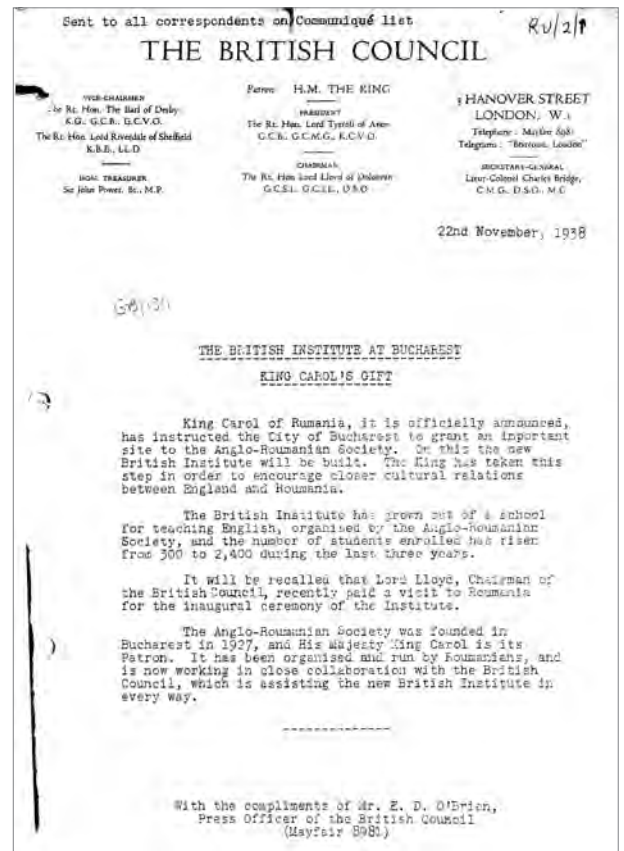 Sent to all correspondents on Communiqué list
RU/2/1
THE BRITISH COUNCIL
Patron H.M. THE KING
VICE-CHAIRMEN
The Rt. Hon. The Earl of Derby
K.G., G.C.B., G.C.V.O.
The Rt. Hon. Lord Riverdale of Sheffield
K.B.E., LL.D.
HON. TREASURER
Sir John Power, Bt., M.P.
PRESIDENT
The Rt. Hon. Lord Tyrrell of Avon
G.C.B., G.C.M.G., K.C.V.O.
CHAIRMAN
The Rt. Hon Lord Lloyd of Dolobran
G.C.S.I., G.C.I.E., D.S.O
3 HANOVER STREET
LONDON, W.1
Telephone : Mayfair 8981
Telegrams : "Britcoun, London"
SECRETARY-GENERAL
Lieut-Colonel Charles Bridge,
C.M.G., D.S.O., M.C
22nd November, 1938
THE BRITISH INSTITUTE AT BUCHAREST
KING CAROL'S GIFT
King Carol of Rumania, it is officially announced,
has instructed the City of Bucharest to grant an important
site to the Anglo-Roumanian Society. On this the new
British Institute will be built. The King has taken this
step in order to encourage closer cultural relations
between England and Roumania.
The British Institute has grown out of a school
for teaching English, organised by the Anglo-Roumanian
Society, and the number of students enrolled has risen
from 300 to 2,400 during the last three years.
It will be recalled that Lord Lloyd, Chairman of
the British Council, recently paid a visit to Roumania
for the inaugural ceremony of the Institute.
The Anglo-Roumanian Society was founded in
Bucharest in 1927, and His Majesty King Carol is its
Patron. It has been organised and run by Roumanians, and
is now working in close collaboration with the British
Council, which is assisting the new British Institute in
every way.
With the compliments of Mr. E. D. O'Brien,
Press Officer of the British Council
(Mayfair 8981)